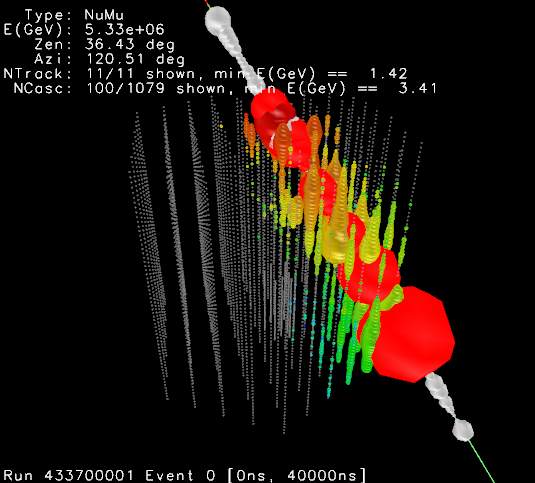 Type: NuMu
E(GeV): 5.33e+06
Zen: 36.43 deg
Azi: 120.51 deg
NTrack: 11/11 shown, min E(GeV) == 1.42
NCasc: 100/1079 shown, min E(GeV) == 3.41
Run 433700001 Event 0 [0ns, 40000ns]